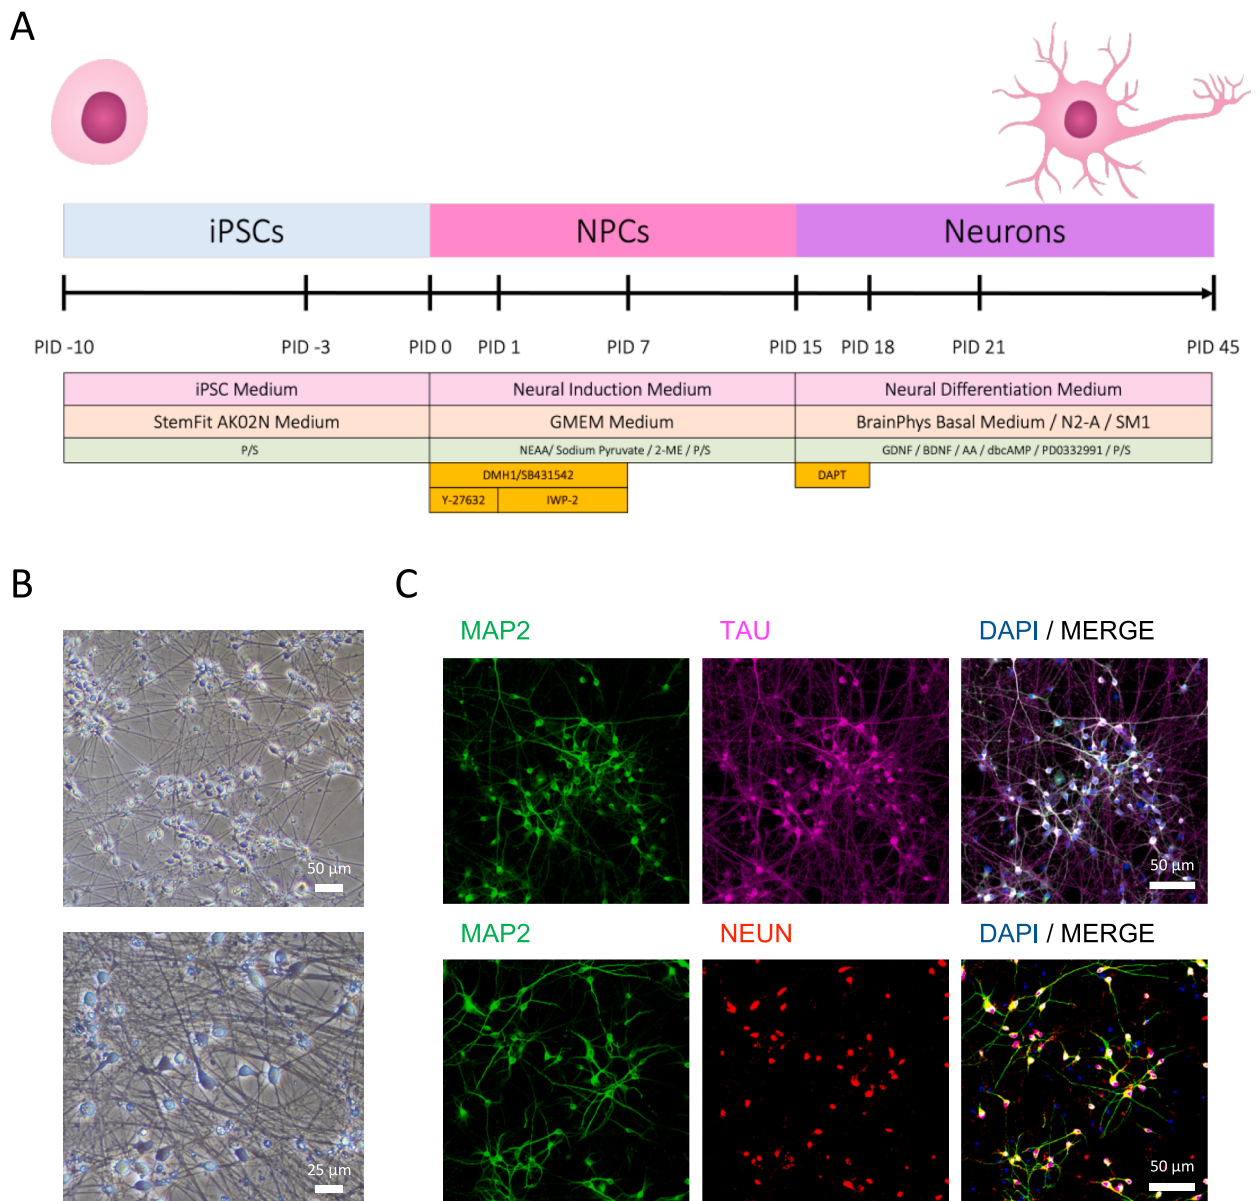 A
iPSCs NPCs Neurons
PID -10 PID -3 PID 0 PID 1 PID 7 PID 15 PID 18 PID 21 PID 45
iPSC Medium Neural Induction Medium Neural Differentiation Medium
StemFit AK02N Medium GMEM Medium BrainPhys Basal Medium / N2-A / SM1
P/S NEAA/ Sodium Pyruvate / 2-ME / P/S GDNF / BDNF / AA / dbcAMP / PD0332991 / P/S
DMH1/SB431542 DAPT
Y-27632 IWP-2
B
50 µm
25 µm
C
MAP2 TAU DAPI / MERGE
50 µm
MAP2 NEUN DAPI / MERGE
50 µm